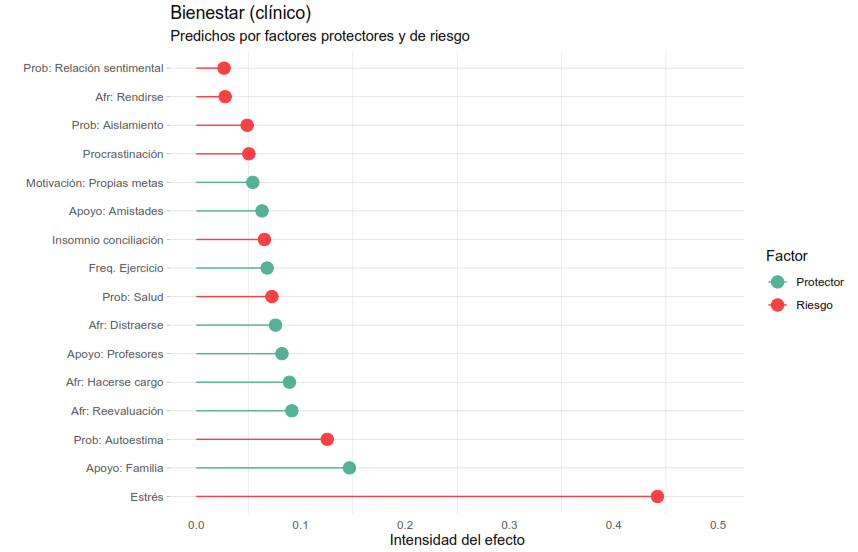 Bienestar (clínico)
Predichos por factores protectores y de riesgo
Prob: Relación sentimental
Afr: Rendirse
Prob: Aislamiento
Procrastinación
Motivación: Propias metas
Apoyo: Amistades
Insomnio conciliación
Freq. Ejercicio
Prob: Salud
Afr: Distraerse
Apoyo: Profesores
Afr: Hacerse cargo
Afr: Reevaluación
Prob: Autoestima
Apoyo: Familia
Estrés
0.0 0.1 0.2 0.3 0.4 0.5
Intensidad del efecto
Factor
Protector
Riesgo